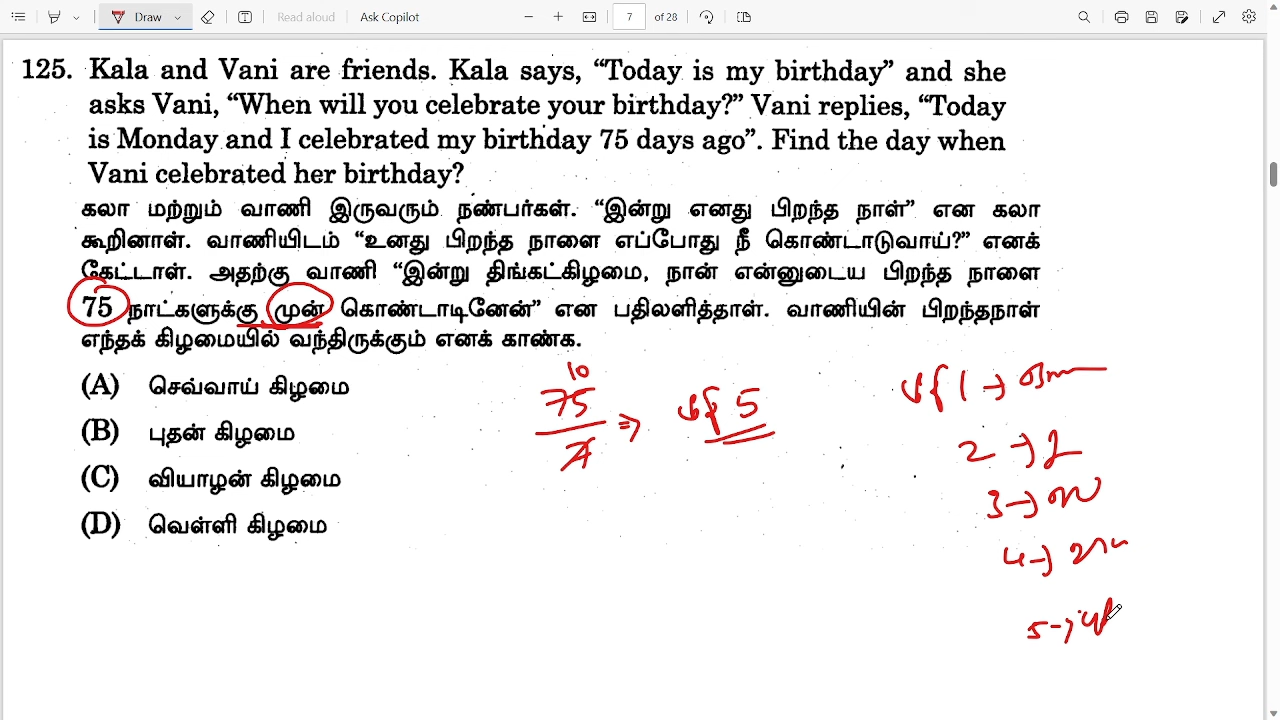 Draw
Read aloud
Ask Copilot
7 of 28
125. Kala and Vani are friends. Kala says, “Today is my birthday” and she
asks Vani, “When will you celebrate your birthday?” Vani replies, “Today
is Monday and I celebrated my birthday 75 days ago”. Find the day when
Vani celebrated her birthday?
கலா மற்றும் வாணி இருவரும் நண்பர்கள். “இன்று எனது பிறந்த நாள்” என கலா
கூறினாள். வாணியிடம் “உனது பிறந்த நாளை எப்போது நீ கொண்டாடுவாய்?” எனக்
கேட்டாள். அதற்கு வாணி “இன்று திங்கட்கிழமை, நான் என்னுடைய பிறந்த நாளை
75 நாட்களுக்கு முன் கொண்டாடினேன்” என பதிலளித்தாள். வாணியின் பிறந்தநாள்
எந்தக் கிழமையில் வந்திருக்கும் எனக் காண்க.
(A) செவ்வாய் கிழமை
(B) புதன் கிழமை
(C) வியாழன் கிழமை
(D) வெள்ளி கிழமை
10
75
7
⇒ 5
1 →
2 →
3 →
4 →
5 →